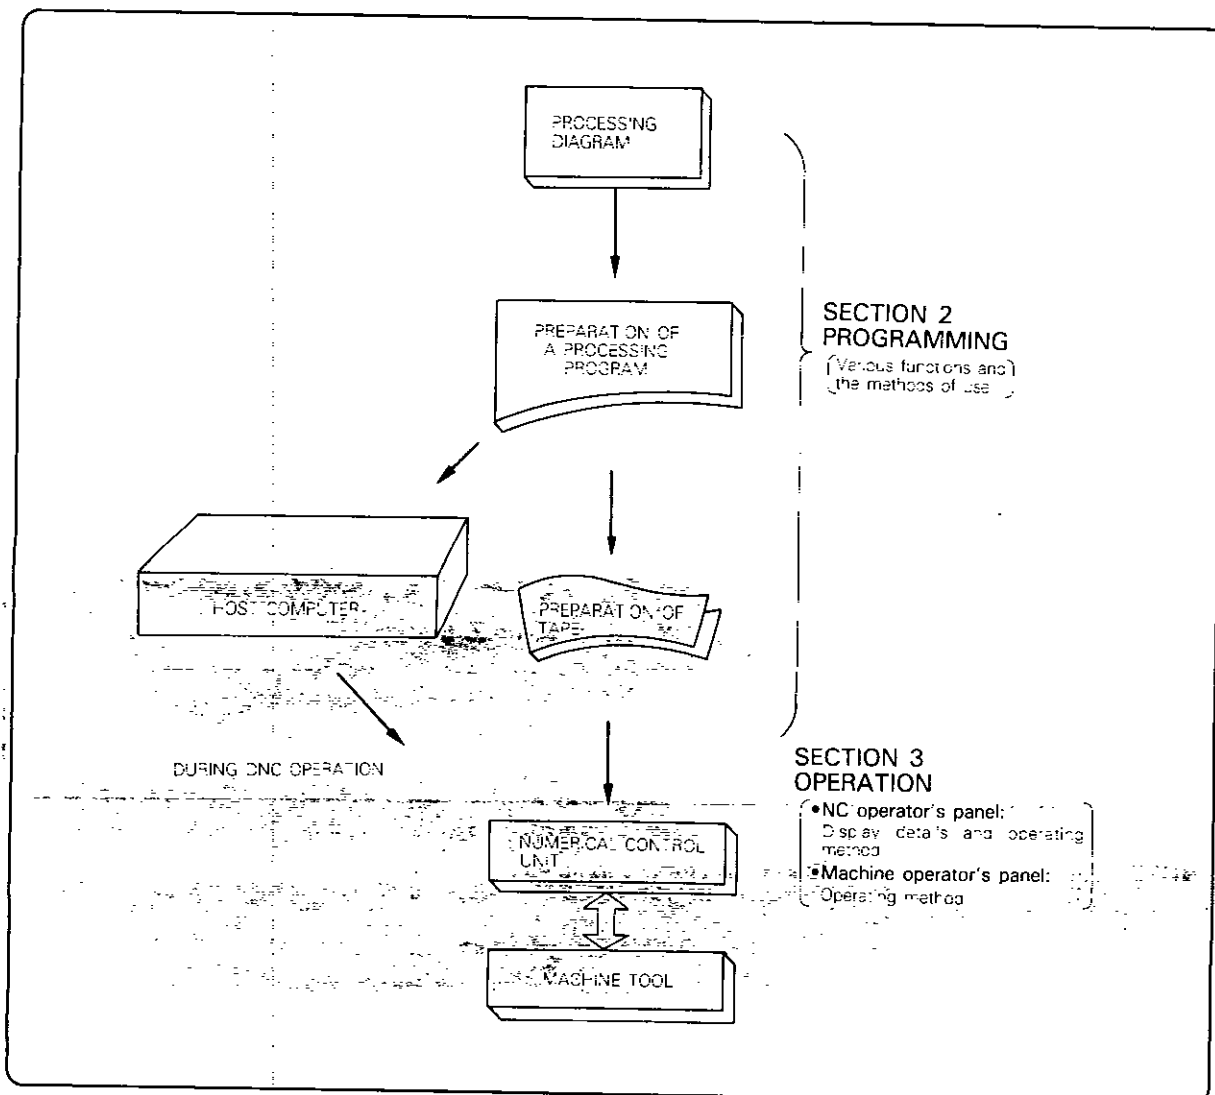 PROCESSING
DIAGRAM
PREPARATION OF
A PROCESSING
PROGRAM
SECTION 2
PROGRAMMING
(Various functions and
the methods of use)
HOST COMPUTER
PREPARATION OF
TAPE
DURING DNC OPERATION
SECTION 3
OPERATION
•NC operator's panel:
Display details and operating
method
•Machine operator's panel:
Operating method
NUMERICAL CONTROL
UNIT
MACHINE TOOL